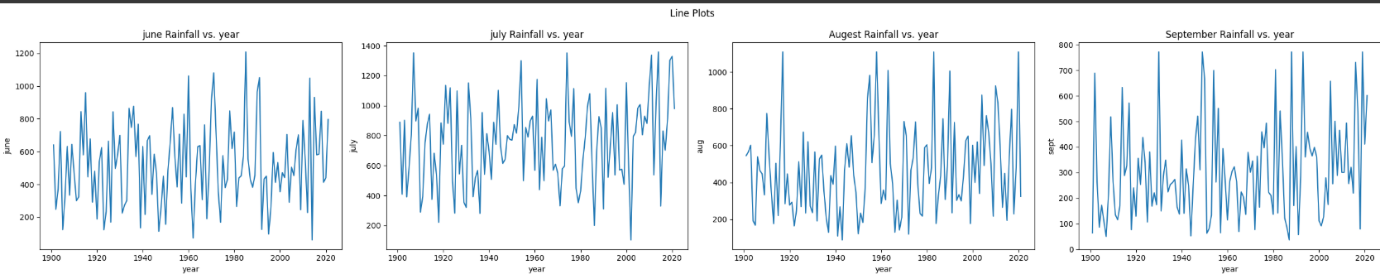 Line Plots
june Rainfall vs. year
july Rainfall vs. year
Augest Rainfall vs. year
September Rainfall vs. year
june
1200
1000
800
600
400
200
1900 1920 1940 1960 1980 2000 2020
year
july
1400
1200
1000
800
600
400
200
1900 1920 1940 1960 1980 2000 2020
year
aug
1000
800
600
400
200
1900 1920 1940 1960 1980 2000 2020
year
sept
800
700
600
500
400
300
200
100
0
1900 1920 1940 1960 1980 2000 2020
year